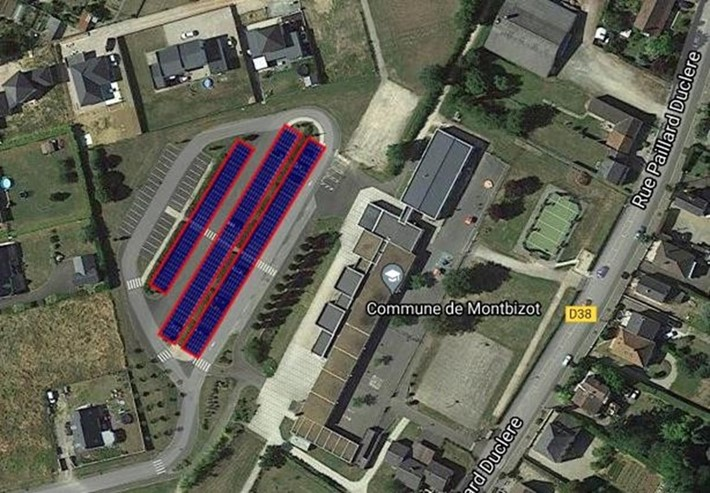 Rue Paillard Duclere
Commune de Montbizot
D38
ard Duclere